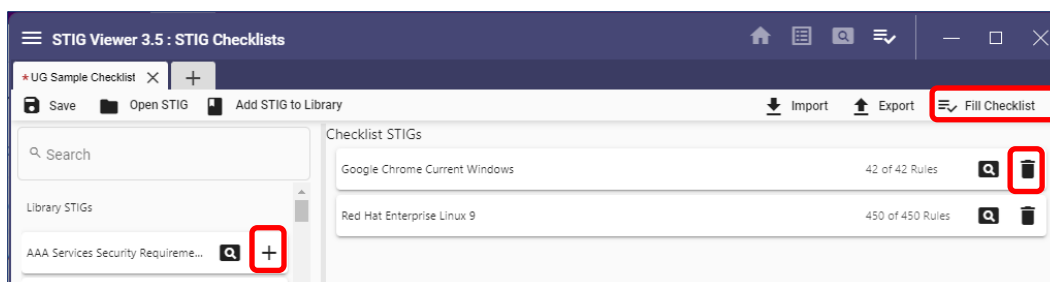 STIG Viewer 3.5 : STIG Checklists
*UG Sample Checklist
Save Open STIG Add STIG to Library Import Export Fill Checklist
Search
Library STIGs
AAA Services Security Requireme...
Checklist STIGs
Google Chrome Current Windows 42 of 42 Rules
Red Hat Enterprise Linux 9 450 of 450 Rules